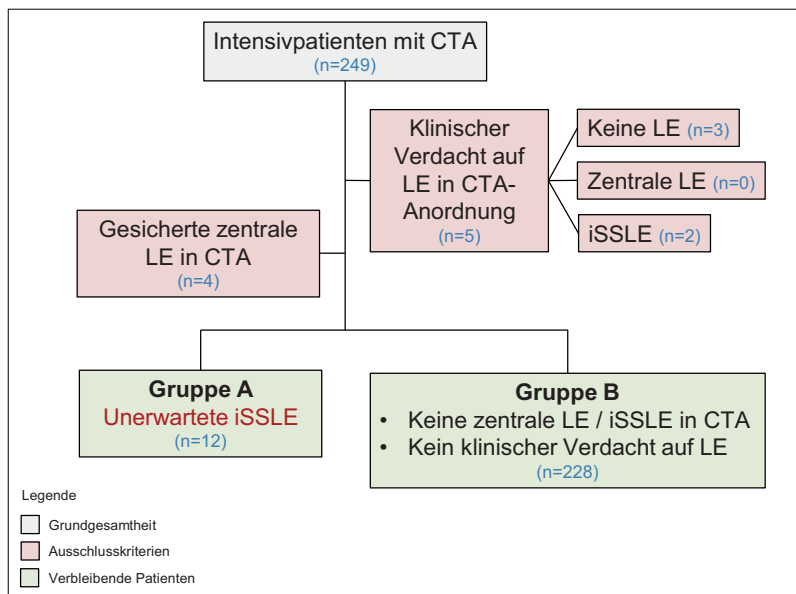 Intensivpatienten mit CTA
(n=249)
Klinischer
Verdacht auf
LE in CTA-
Anordnung
(n=5)
Keine LE (n=3)
Zentrale LE (n=0)
iSSLE (n=2)
Gesicherte zentrale
LE in CTA
(n=4)
Gruppe A
Unerwartete iSSLE
(n=12)
Gruppe B
• Keine zentrale LE / iSSLE in CTA
• Kein klinischer Verdacht auf LE
(n=228)
Legende
Grundgesamtheit
Ausschlusskriterien
Verbleibende Patienten